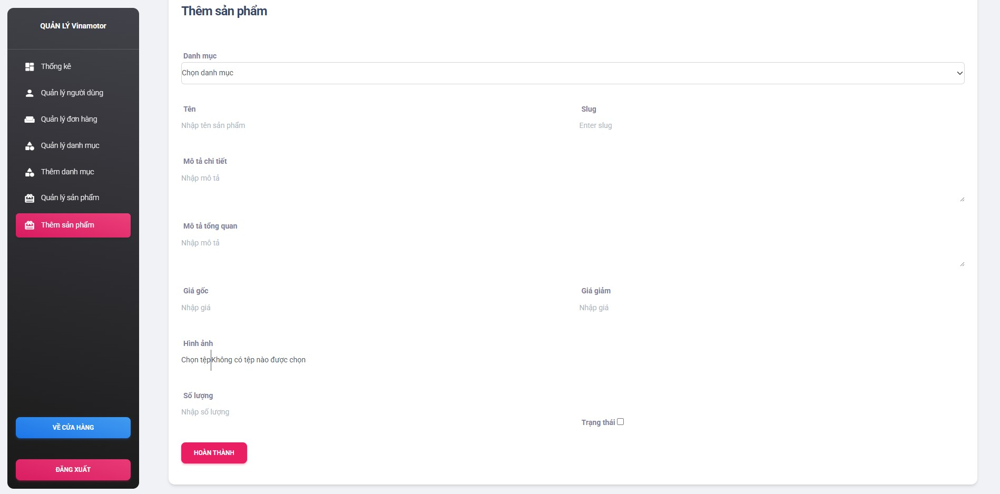 QUẢN LÝ Vinamotor
Thống kê
Quản lý người dùng
Quản lý đơn hàng
Quản lý danh mục
Thêm danh mục
Quản lý sản phẩm
Thêm sản phẩm
VỀ CỬA HÀNG
ĐĂNG XUẤT
Thêm sản phẩm
Danh mục
Chọn danh mục
Tên
Nhập tên sản phẩm
Slug
Enter slug
Mô tả chi tiết
Nhập mô tả
Mô tả tổng quan
Nhập mô tả
Giá gốc
Nhập giá
Giá giảm
Nhập giá
Hình ảnh
Chọn tệp Không có tệp nào được chọn
Số lượng
Nhập số lượng
Trạng thái
HOÀN THÀNH